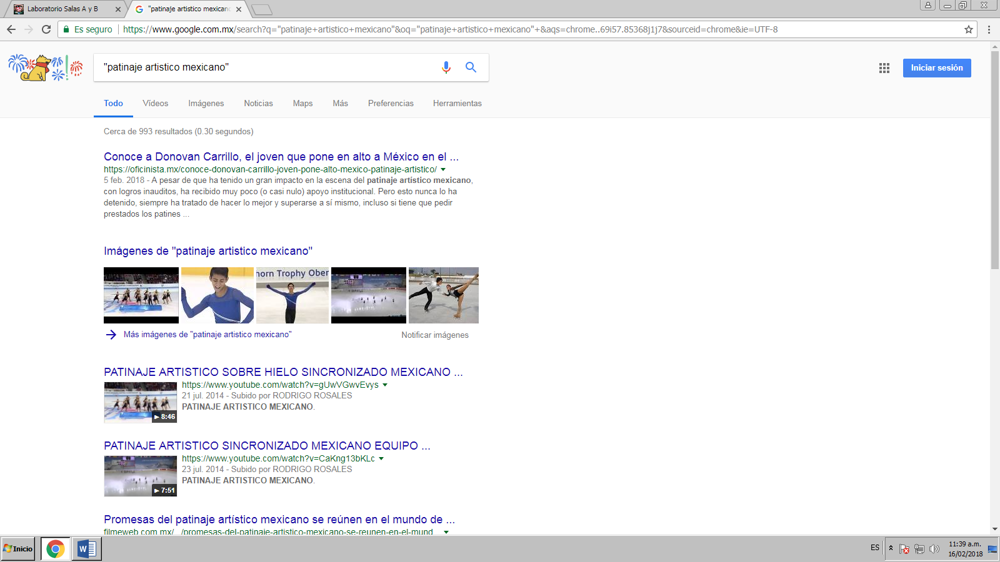 Laboratorio Salas A y B
"patinaje artistico mexicano
Es seguro
https://www.google.com.mx/search?q="patinaje+artistico+mexicano"&oq="patinaje+artistico+mexicano"+&aqs=chrome..69i57.85368j1j7&sourceid=chrome&ie=UTF-8
"patinaje artistico mexicano"
Iniciar sesión
Todo Vídeos Imágenes Noticias Maps Más Preferencias Herramientas
Cerca de 993 resultados (0.30 segundos)
Conoce a Donovan Carrillo, el joven que pone en alto a México en el ...
https://oficinista.mx/conoce-donovan-carrillo-joven-pone-alto-mexico-patinaje-artistico/
5 feb. 2018 - A pesar de que ha tenido un gran impacto en la escena del patinaje artístico mexicano,
con logros inauditos, ha recibido muy poco (o casi nulo) apoyo institucional. Pero esto nunca lo ha
detenido, siempre ha tratado de hacer lo mejor y superarse a sí mismo, incluso si tiene que pedir
prestados los patines ...
Imágenes de "patinaje artistico mexicano"
horn Trophy Ober
Más imágenes de "patinaje artistico mexicano"
Notificar imágenes
PATINAJE ARTISTICO SOBRE HIELO SINCRONIZADO MEXICANO ...
https://www.youtube.com/watch?v=gUwVGwvEvys
21 jul. 2014 - Subido por RODRIGO ROSALES
PATINAJE ARTISTICO MEXICANO.
8:46
PATINAJE ARTISTICO SINCRONIZADO MEXICANO EQUIPO ...
https://www.youtube.com/watch?v=CaKng13bKLc
23 jul. 2014 - Subido por RODRIGO ROSALES
PATINAJE ARTISTICO MEXICANO.
7:51
Promesas del patinaje artístico mexicano se reúnen en el mundo de ...
filmeweb.com.mx/.../promesas-del-patinaje-artistico-mexicano-se-reunen-en-el-mund...
Inicio
ES
11:39 a.m.
16/02/2018